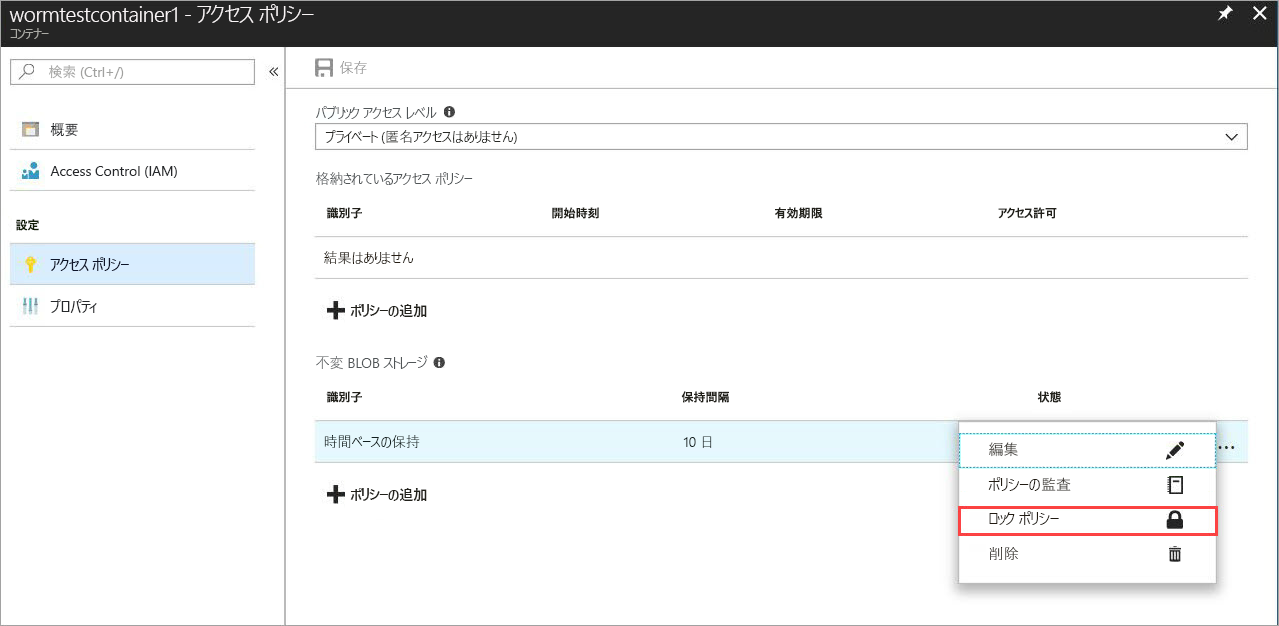 wormtestcontainer1 - アクセス ポリシー
コンテナー
検索 (Ctrl+/)
概要
Access Control (IAM)
設定
アクセス ポリシー
プロパティ
保存
パブリック アクセス レベル
プライベート (匿名アクセスはありません)
格納されているアクセス ポリシー
識別子 開始時刻 有効期限 アクセス許可
結果はありません
ポリシーの追加
不変 BLOB ストレージ
識別子 保持間隔 状態
時間ベースの保持 10 日
編集
ポリシーの監査
ロック ポリシー
削除
ポリシーの追加